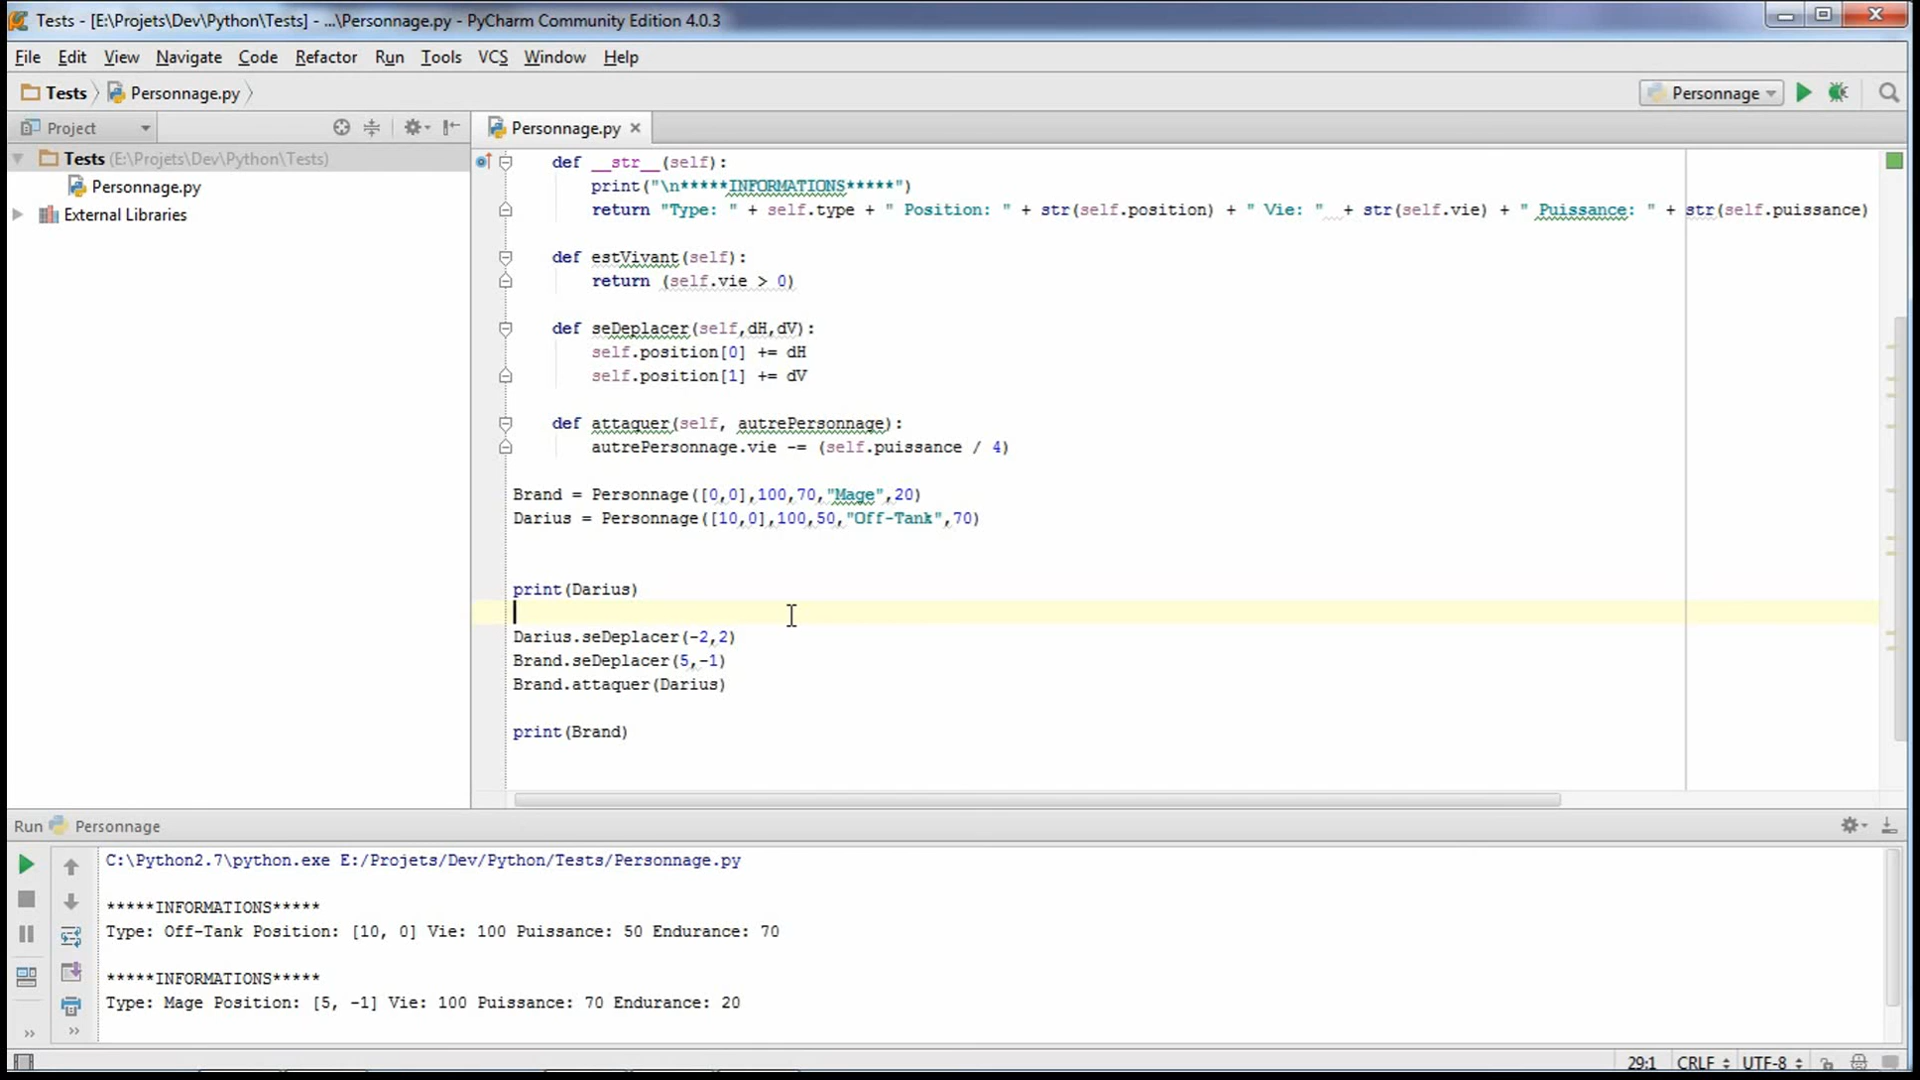 Tests - [E:\Projets\Dev\Python\Tests] - ...\Personnage.py - PyCharm Community Edition 4.0.3
File Edit View Navigate Code Refactor Run Tools VCS Window Help
Tests Personnage.py
Personnage
Project
Personnage.py
Tests (E:\Projets\Dev\Python\Tests)
Personnage.py
External Libraries
def __str__(self):
print("\n*****INFORMATIONS*****")
return "Type: " + self.type + " Position: " + str(self.position) + " Vie: " + str(self.vie) + " Puissance: " + str(self.puissance)
def estVivant(self):
return (self.vie > 0)
def seDeplacer(self,dH,dV):
self.position[0] += dH
self.position[1] += dV
def attaquer(self, autrePersonnage):
autrePersonnage.vie -= (self.puissance / 4)
Brand = Personnage([0,0],100,70,"Mage",20)
Darius = Personnage([10,0],100,50,"Off-Tank",70)
print(Darius)
Darius.seDeplacer(-2,2)
Brand.seDeplacer(5,-1)
Brand.attaquer(Darius)
print(Brand)
Run Personnage
C:\Python2.7\python.exe E:/Projets/Dev/Python/Tests/Personnage.py
*****INFORMATIONS*****
Type: Off-Tank Position: [10, 0] Vie: 100 Puissance: 50 Endurance: 70
*****INFORMATIONS*****
Type: Mage Position: [5, -1] Vie: 100 Puissance: 70 Endurance: 20
29:1 CRLF UTF-8